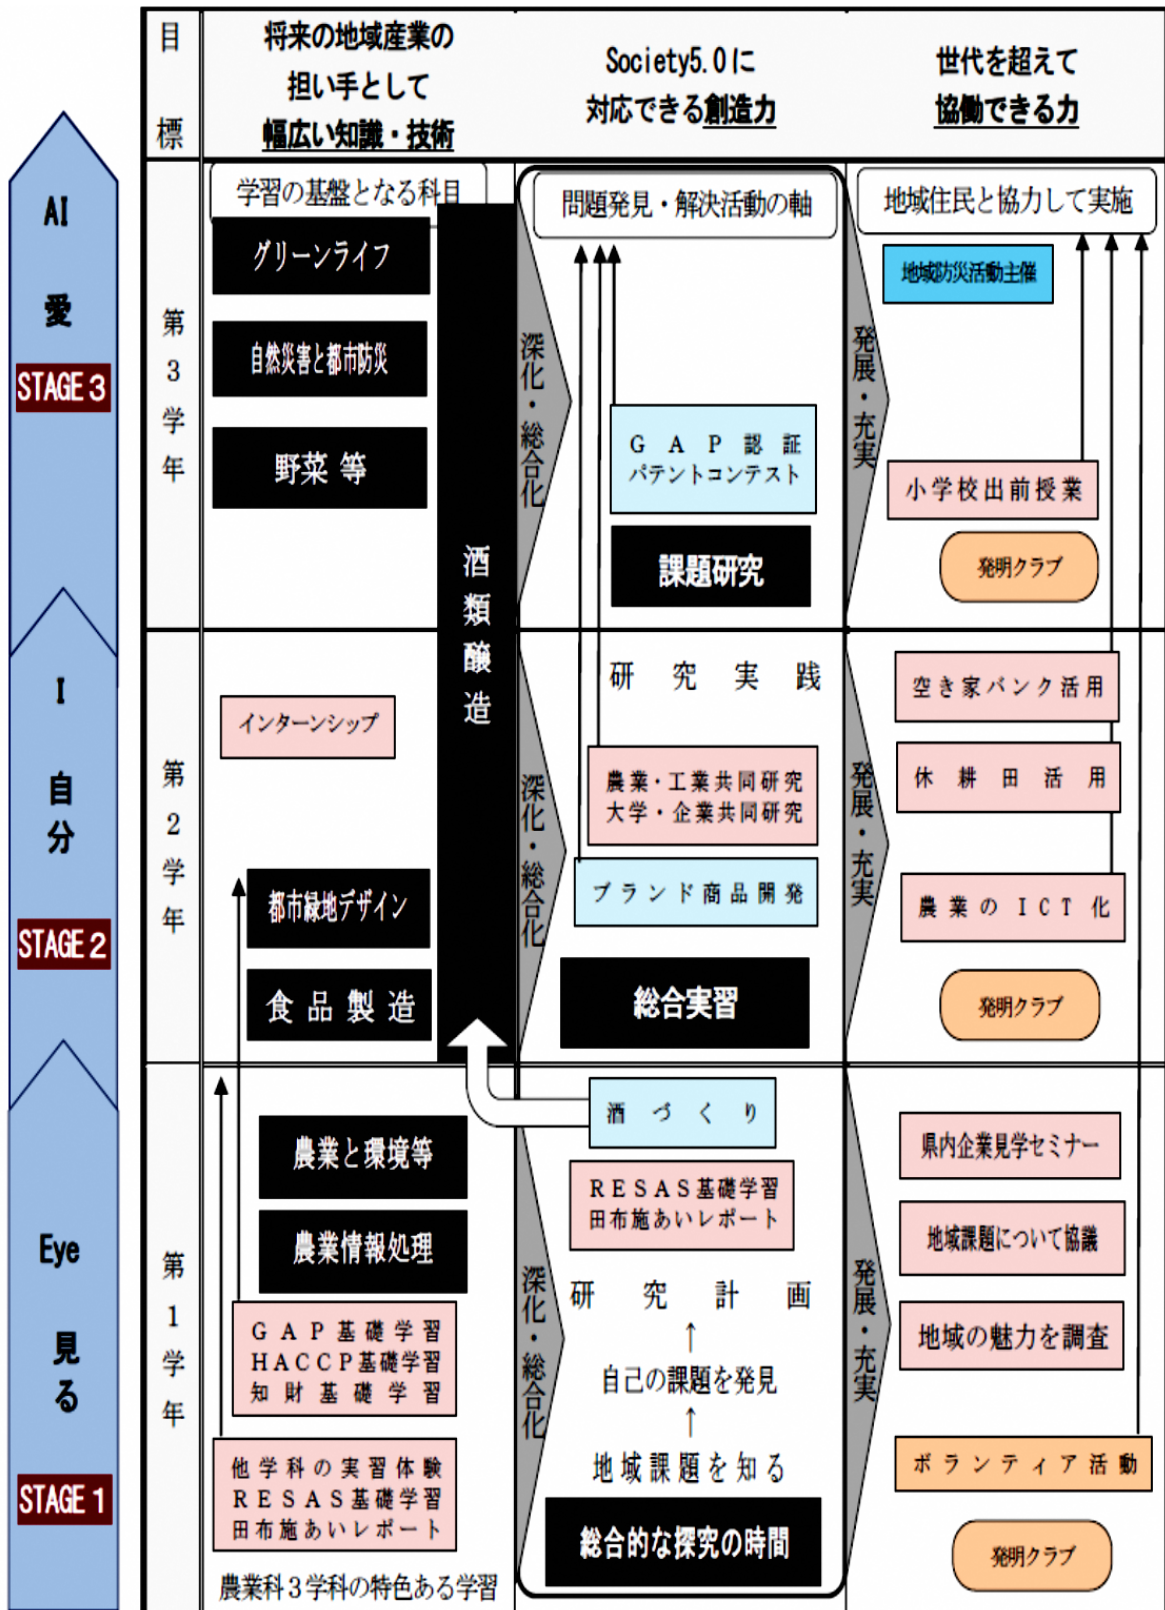 目標
将来の地域産業の
担い手として
幅広い知識・技術
Society5.0に
対応できる創造力
世代を超えて
協働できる力
AI
愛
STAGE 3
第3学年
学習の基盤となる科目
グリーンライフ
自然災害と都市防災
野菜等
酒類醸造
深化・総合化
問題発見・解決活動の軸
GAP認証
パテントコンテスト
課題研究
発展・充実
地域住民と協力して実施
地域防災活動主催
小学校出前授業
発明クラブ
I
自分
STAGE 2
第2学年
インターンシップ
都市緑地デザイン
食品製造
深化・総合化
研究実践
農業・工業共同研究
大学・企業共同研究
ブランド商品開発
総合実習
発展・充実
空き家バンク活用
休耕田活用
農業のICT化
発明クラブ
Eye
見る
STAGE 1
第1学年
農業と環境等
農業情報処理
GAP基礎学習
HACCP基礎学習
知財基礎学習
他学科の実習体験
RESAS基礎学習
田布施あいレポート
農業科3学科の特色ある学習
深化・総合化
酒づくり
RESAS基礎学習
田布施あいレポート
研究計画
↑
自己の課題を発見
↑
地域課題を知る
総合的な探究の時間
発展・充実
県内企業見学セミナー
地域課題について協議
地域の魅力を調査
ボランティア活動
発明クラブ